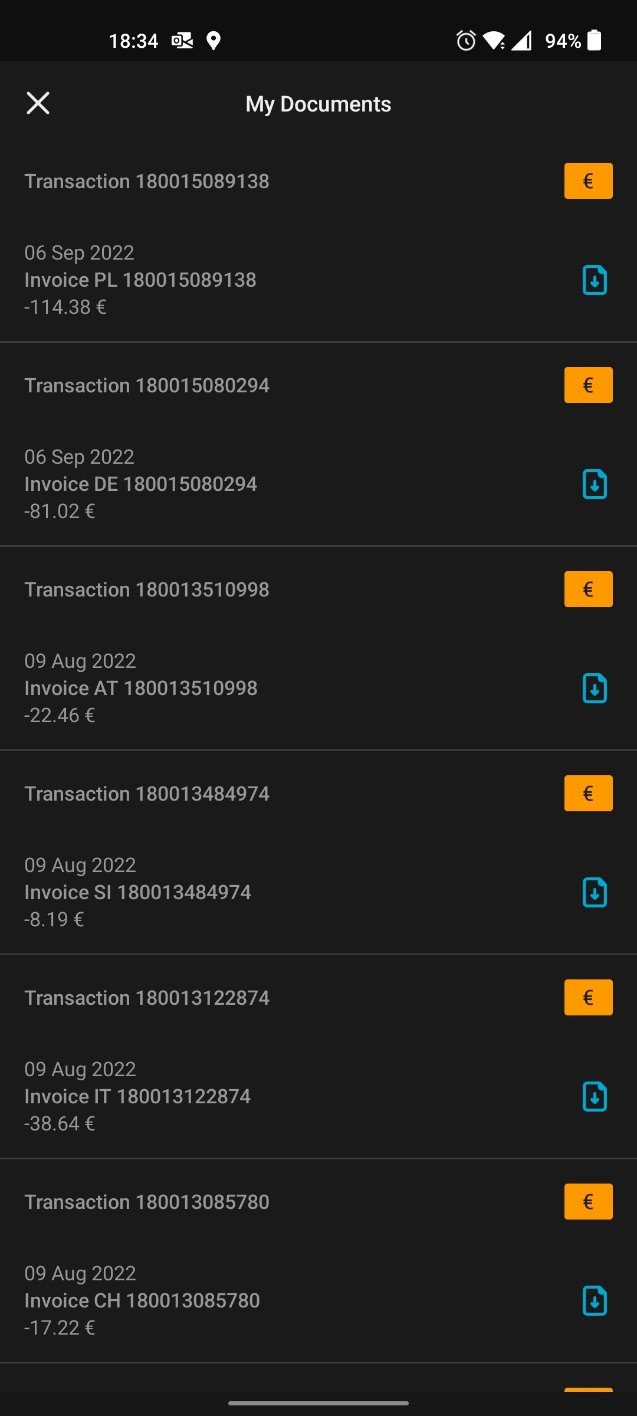 18:34
94%
My Documents
Transaction 180015089138
€
06 Sep 2022
Invoice PL 180015089138
-114.38 €
Transaction 180015080294
€
06 Sep 2022
Invoice DE 180015080294
-81.02 €
Transaction 180013510998
€
09 Aug 2022
Invoice AT 180013510998
-22.46 €
Transaction 180013484974
€
09 Aug 2022
Invoice SI 180013484974
-8.19 €
Transaction 180013122874
€
09 Aug 2022
Invoice IT 180013122874
-38.64 €
Transaction 180013085780
€
09 Aug 2022
Invoice CH 180013085780
-17.22 €